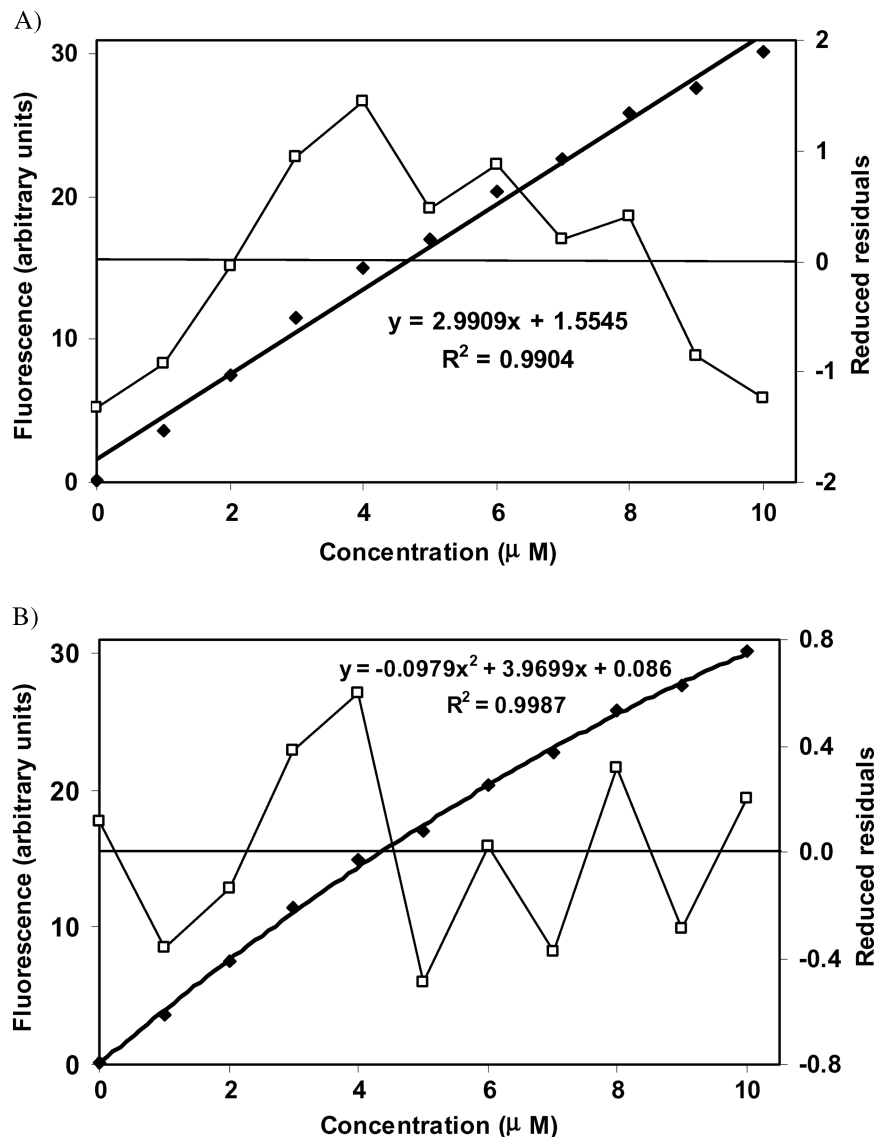 A)
Fluorescence (arbitrary units)
30
20
10
0
2
1
0
-1
-2
Reduced residuals
y = 2.9909x + 1.5545
R² = 0.9904
0 2 4 6 8 10
Concentration (μ M)
B)
Fluorescence (arbitrary units)
30
20
10
0
0.8
0.4
0.0
-0.4
-0.8
Reduced residuals
y = -0.0979x² + 3.9699x + 0.086
R² = 0.9987
0 2 4 6 8 10
Concentration (μ M)